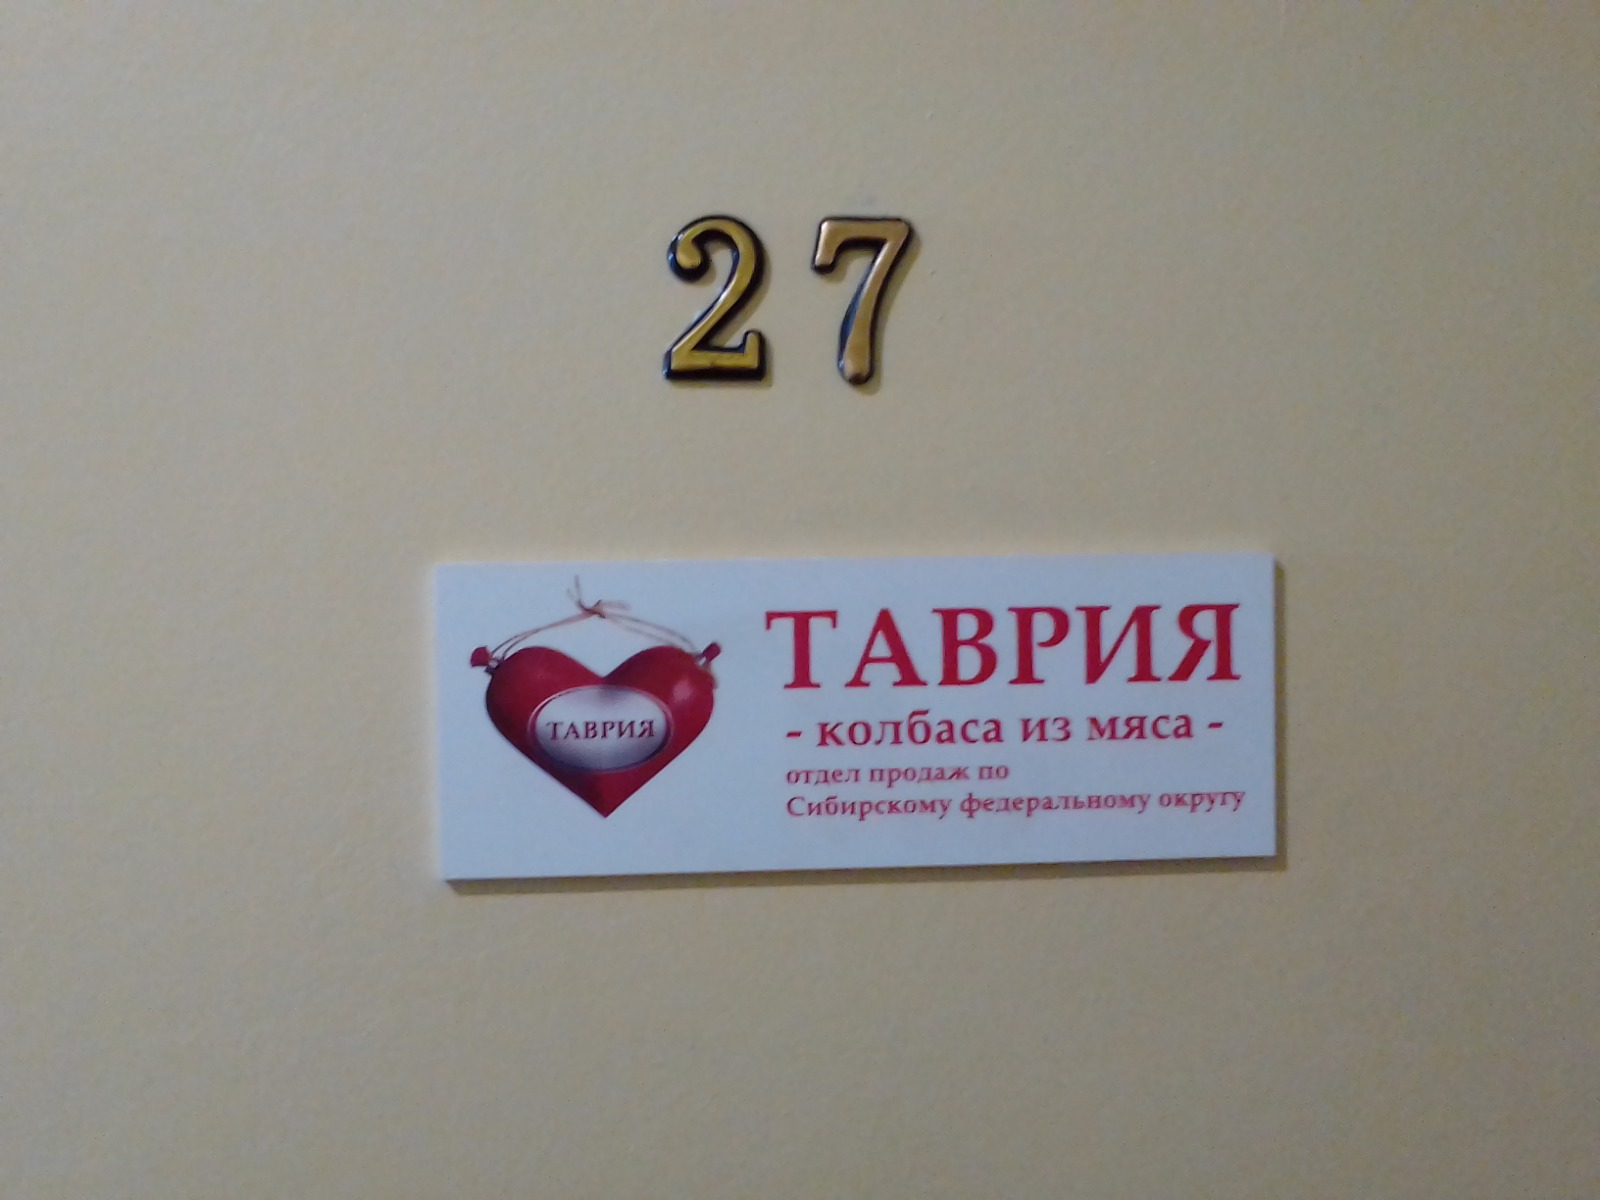 27
ТАВРИЯ
ТАВРИЯ
- колбаса из мяса -
отдел продаж по
Сибирскому федеральному округу